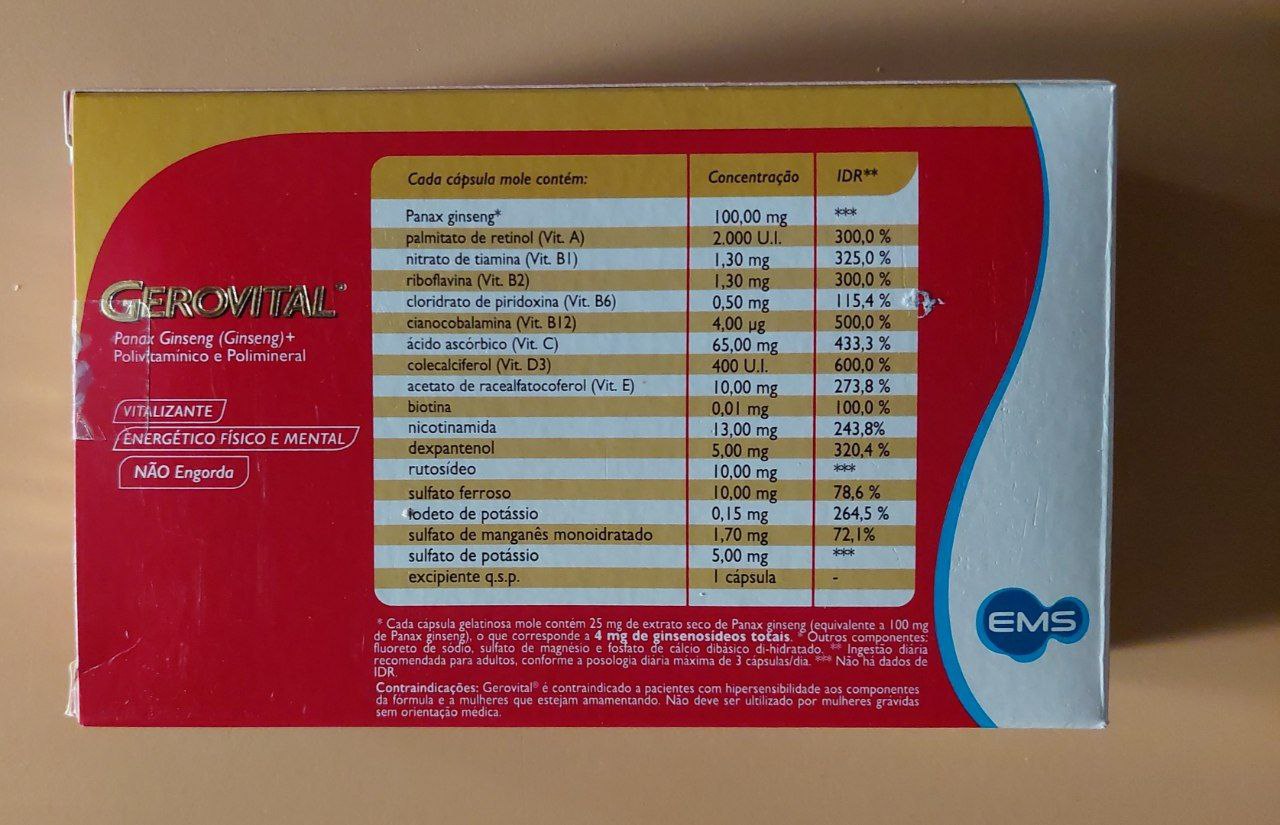 GEROVITAL®
Panax Ginseng (Ginseng)+
Polivitamínico e Polimineral
VITALIZANTE
ENERGÉTICO FÍSICO E MENTAL
NÃO Engorda
Cada cápsula mole contém: Concentração IDR**
Panax ginseng* 100,00 mg ***
palmitato de retinol (Vit. A) 2.000 U.I. 300,0 %
nitrato de tiamina (Vit. B1) 1,30 mg 325,0 %
riboflavina (Vit. B2) 1,30 mg 300,0 %
cloridrato de piridoxina (Vit. B6) 0,50 mg 115,4 %
cianocobalamina (Vit. B12) 4,00 µg 500,0 %
ácido ascórbico (Vit. C) 65,00 mg 433,3 %
colecalciferol (Vit. D3) 400 U.I. 600,0 %
acetato de racealfatocoferol (Vit. E) 10,00 mg 273,8 %
biotina 0,01 mg 100,0 %
nicotinamida 13,00 mg 243,8%
dexpantenol 5,00 mg 320,4 %
rutosídeo 10,00 mg ***
sulfato ferroso 10,00 mg 78,6 %
iodeto de potássio 0,15 mg 264,5 %
sulfato de manganês monoidratado 1,70 mg 72,1%
sulfato de potássio 5,00 mg ***
excipiente q.s.p. 1 cápsula -
* Cada cápsula gelatinosa mole contém 25 mg de extrato seco de Panax ginseng (equivalente a 100 mg
de Panax ginseng), o que corresponde a 4 mg de ginsenosídeos totais. * Outros componentes:
fluoreto de sódio, sulfato de magnésio e fosfato de cálcio dibásico di-hidratado. ** Ingestão diária
recomendada para adultos, conforme a posologia diária máxima de 3 cápsulas/dia. *** Não há dados de
IDR.
Contraindicações: Gerovital® é contraindicado a pacientes com hipersensibilidade aos componentes
da fórmula e a mulheres que estejam amamentando. Não deve ser ultilizado por mulheres grávidas
sem orientação médica.
EMS